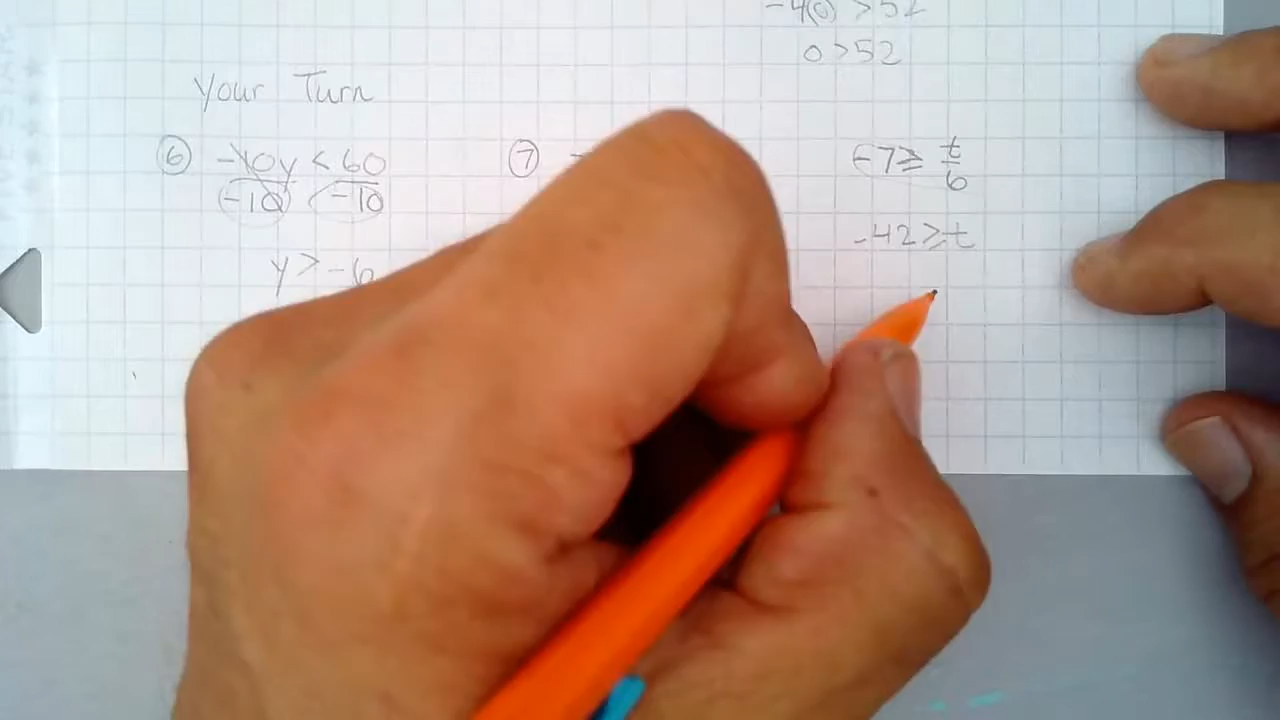 -4(0) > 52
0 > 52
Your Turn
⑥ -10y < 60
(-10) (-10)
y > -6
⑦
-7 ≥ t/6
-42 ≥ t